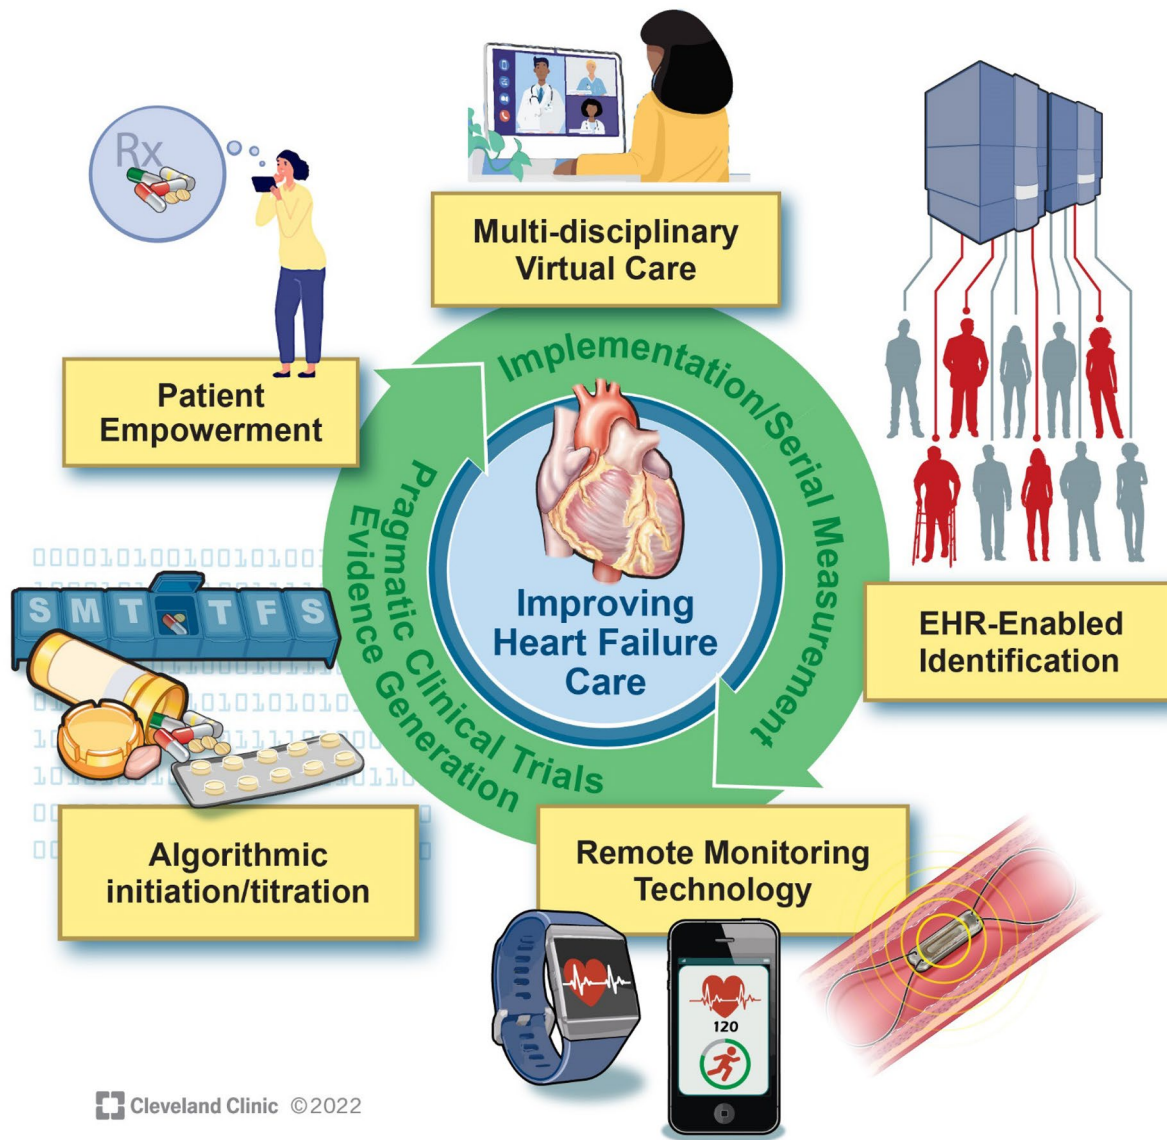 Rx
Multi-disciplinary
Virtual Care
Patient
Empowerment
Implementation/Serial Measurement
Pragmatic Clinical Trials
Evidence Generation
Improving
Heart Failure
Care
EHR-Enabled
Identification
S M T T F S
Algorithmic
initiation/titration
Remote Monitoring
Technology
120
Cleveland Clinic ©2022